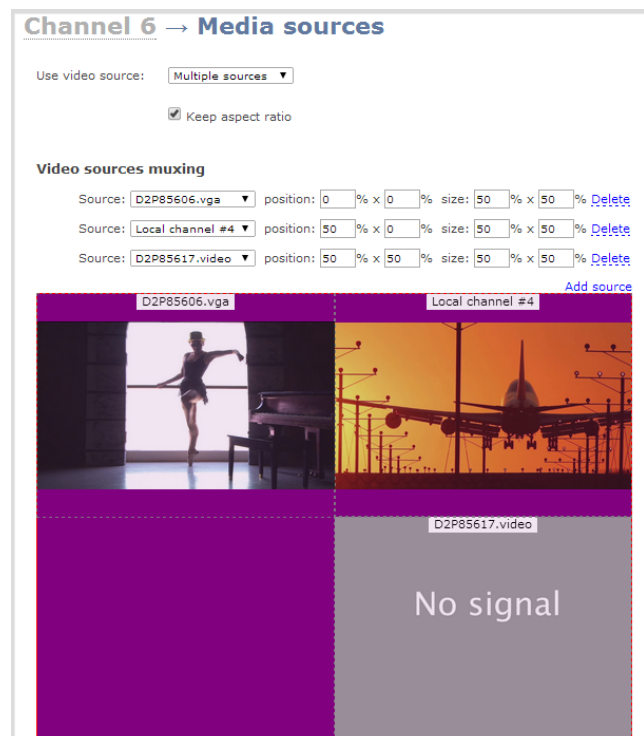 Channel 6 → Media sources
Use video source: Multiple sources ▼
Keep aspect ratio
Video sources muxing
Source: D2P85606.vga ▼ position: 0 % x 0 % size: 50 % x 50 % Delete
Source: Local channel #4 ▼ position: 50 % x 0 % size: 50 % x 50 % Delete
Source: D2P85617.video ▼ position: 50 % x 50 % size: 50 % x 50 % Delete
Add source
D2P85606.vga Local channel #4
D2P85617.video
No signal